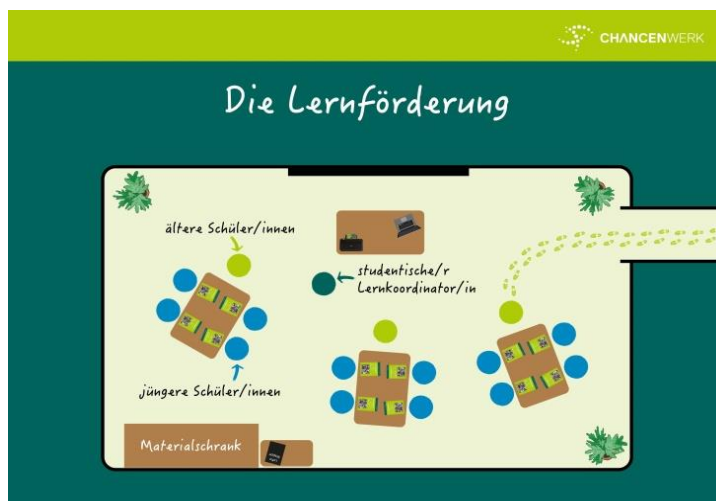 CHANCENWERK
Die Lernförderung
ältere Schüler/innen
studentische/r
Lernkoordinator/in
jüngere Schüler/innen
Materialschrank